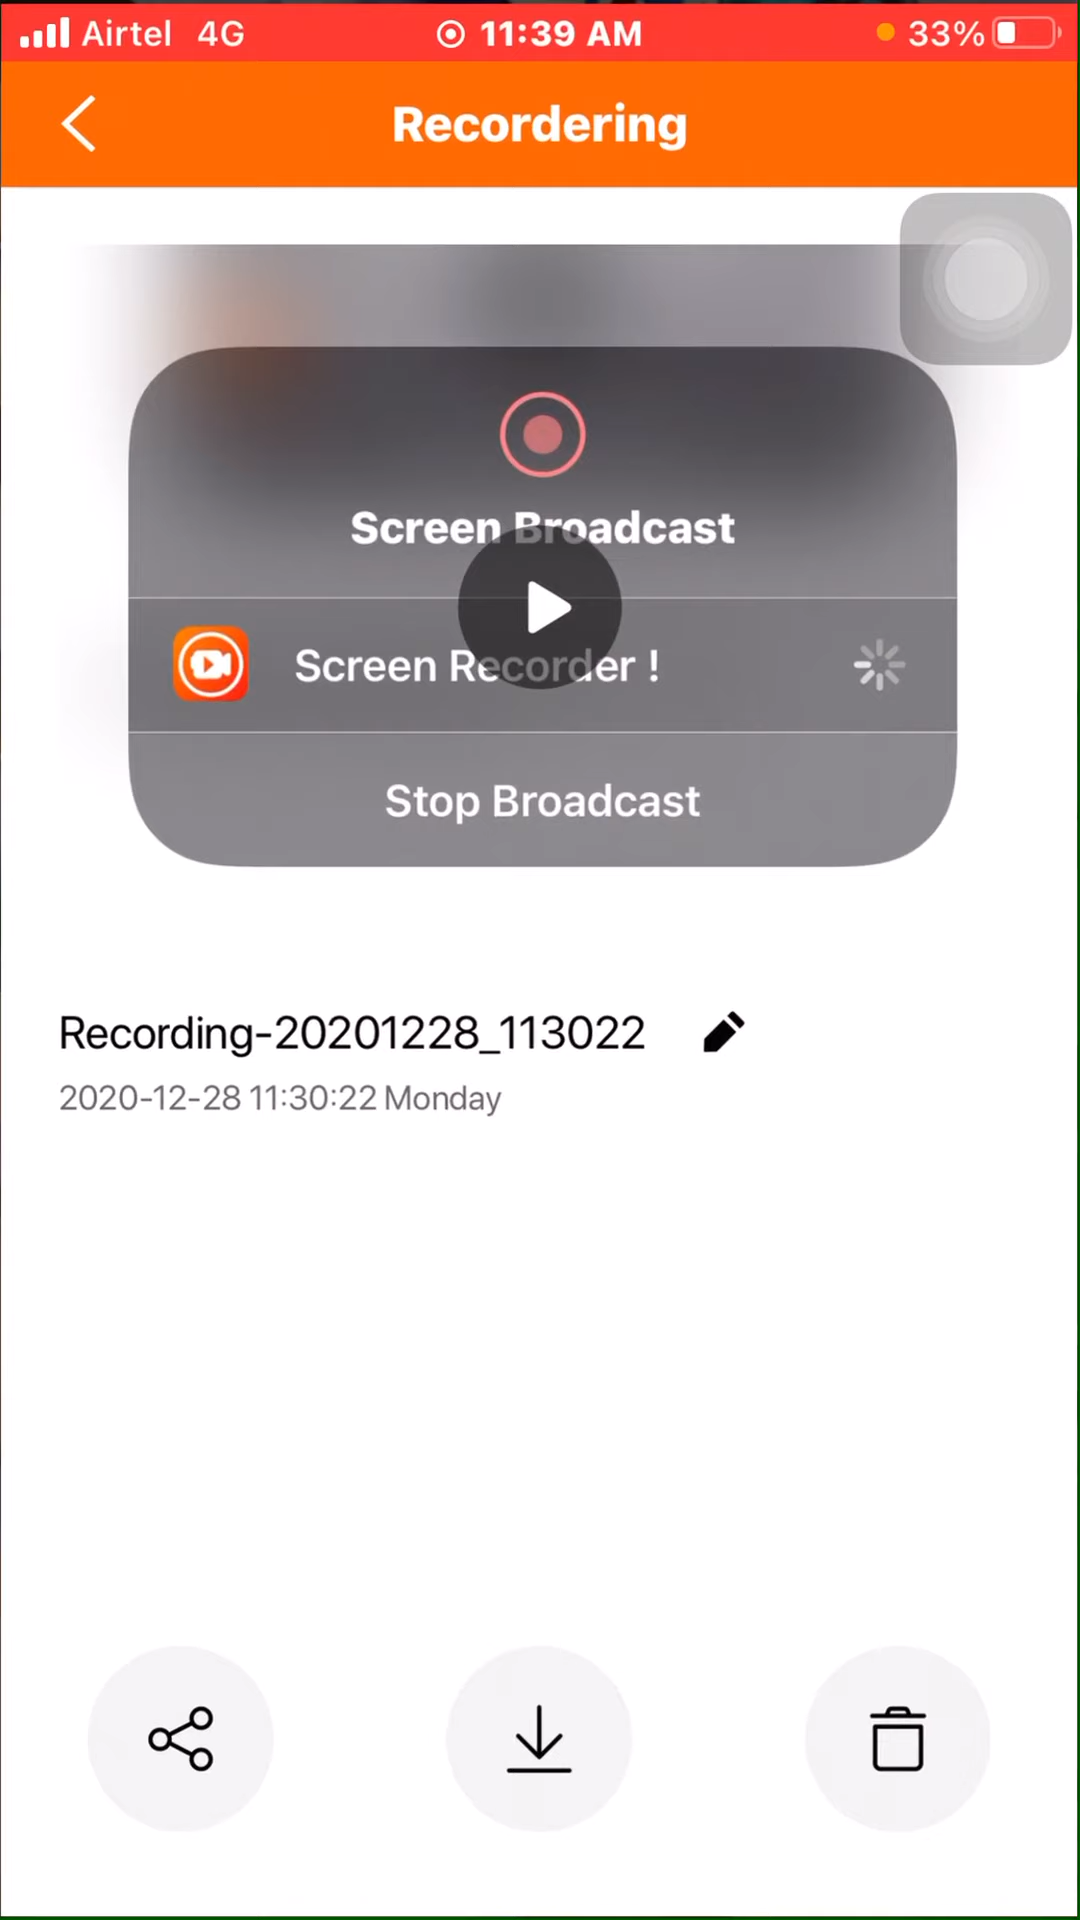 Airtel 4G 11:39 AM 33%
Recordering
Screen Broadcast
Screen Recorder !
Stop Broadcast
Recording-20201228_113022
2020-12-28 11:30:22 Monday